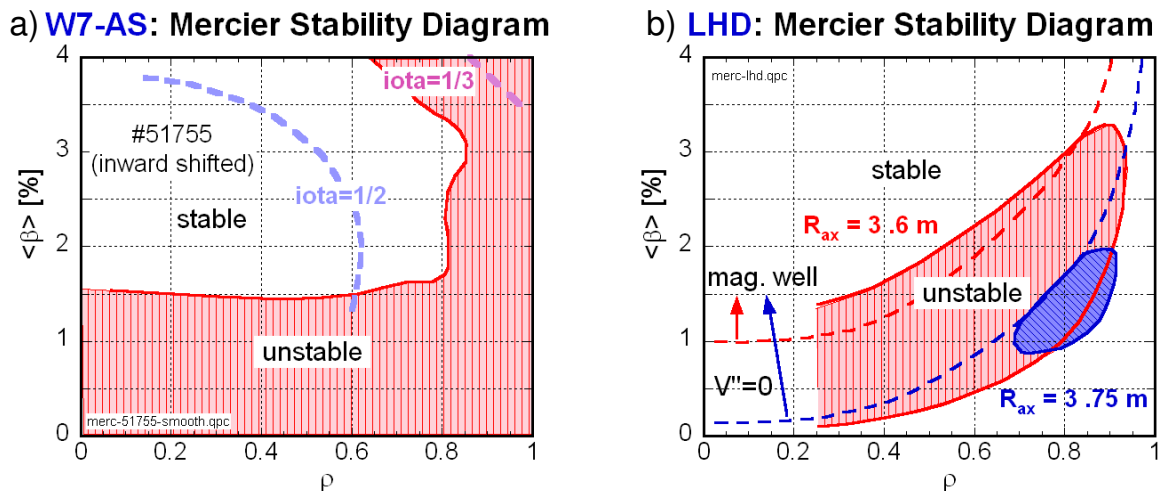 a) W7-AS: Mercier Stability Diagram
4
3
2
1
0
<β> [%]
iota=1/3
#51755
(inward shifted)
iota=1/2
stable
unstable
merc-51755-smooth.qpc
0 0.2 0.4 0.6 0.8 1
ρ
b) LHD: Mercier Stability Diagram
4
3
2
1
0
<β> [%]
merc-lhd.qpc
stable
Rax = 3 .6 m
mag. well
unstable
V"=0
Rax = 3 .75 m
0 0.2 0.4 0.6 0.8 1
ρ